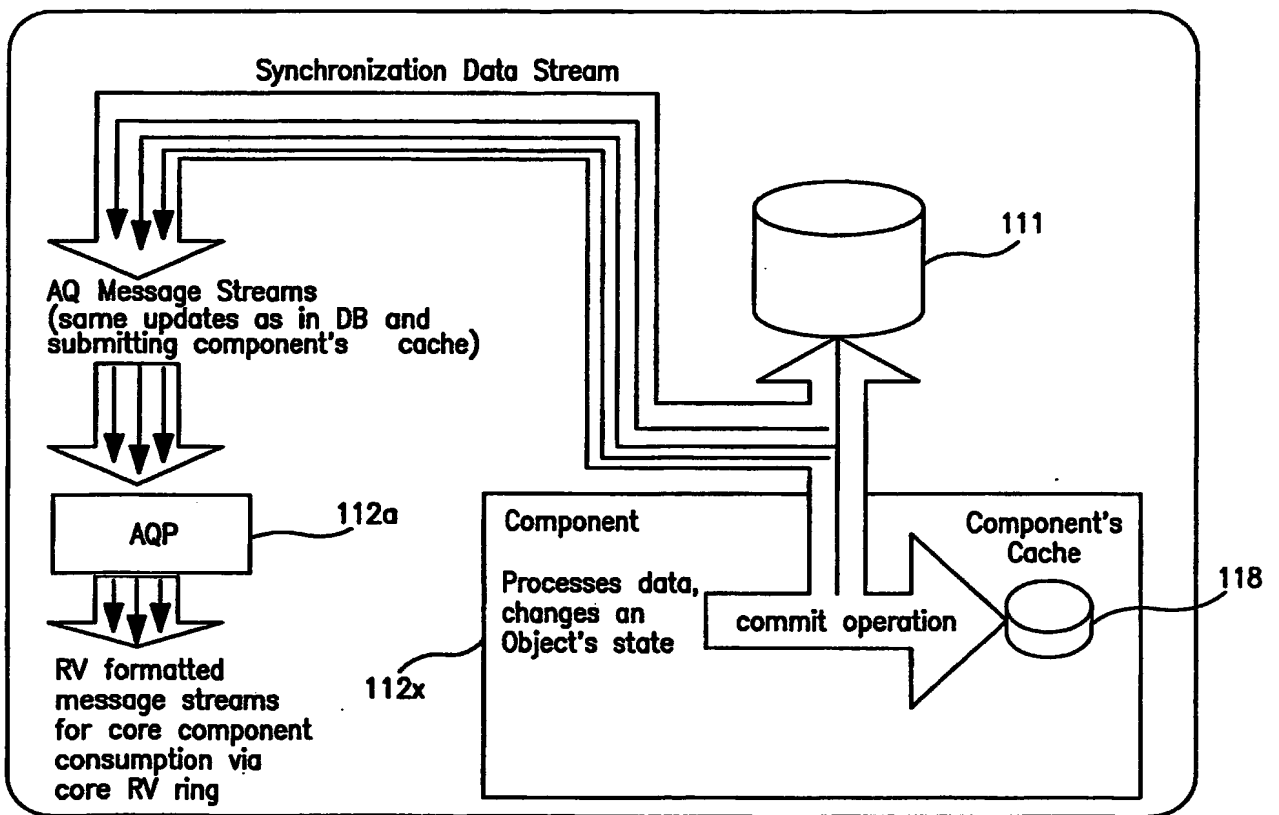 Synchronization Data Stream
111
AQ Message Streams
(same updates as in DB and
submitting component's cache)
AQP
112a
RV formatted
message streams
for core component
consumption via
core RV ring
Component
Processes data,
changes an
Object's state
commit operation
Component's
Cache
118
112x